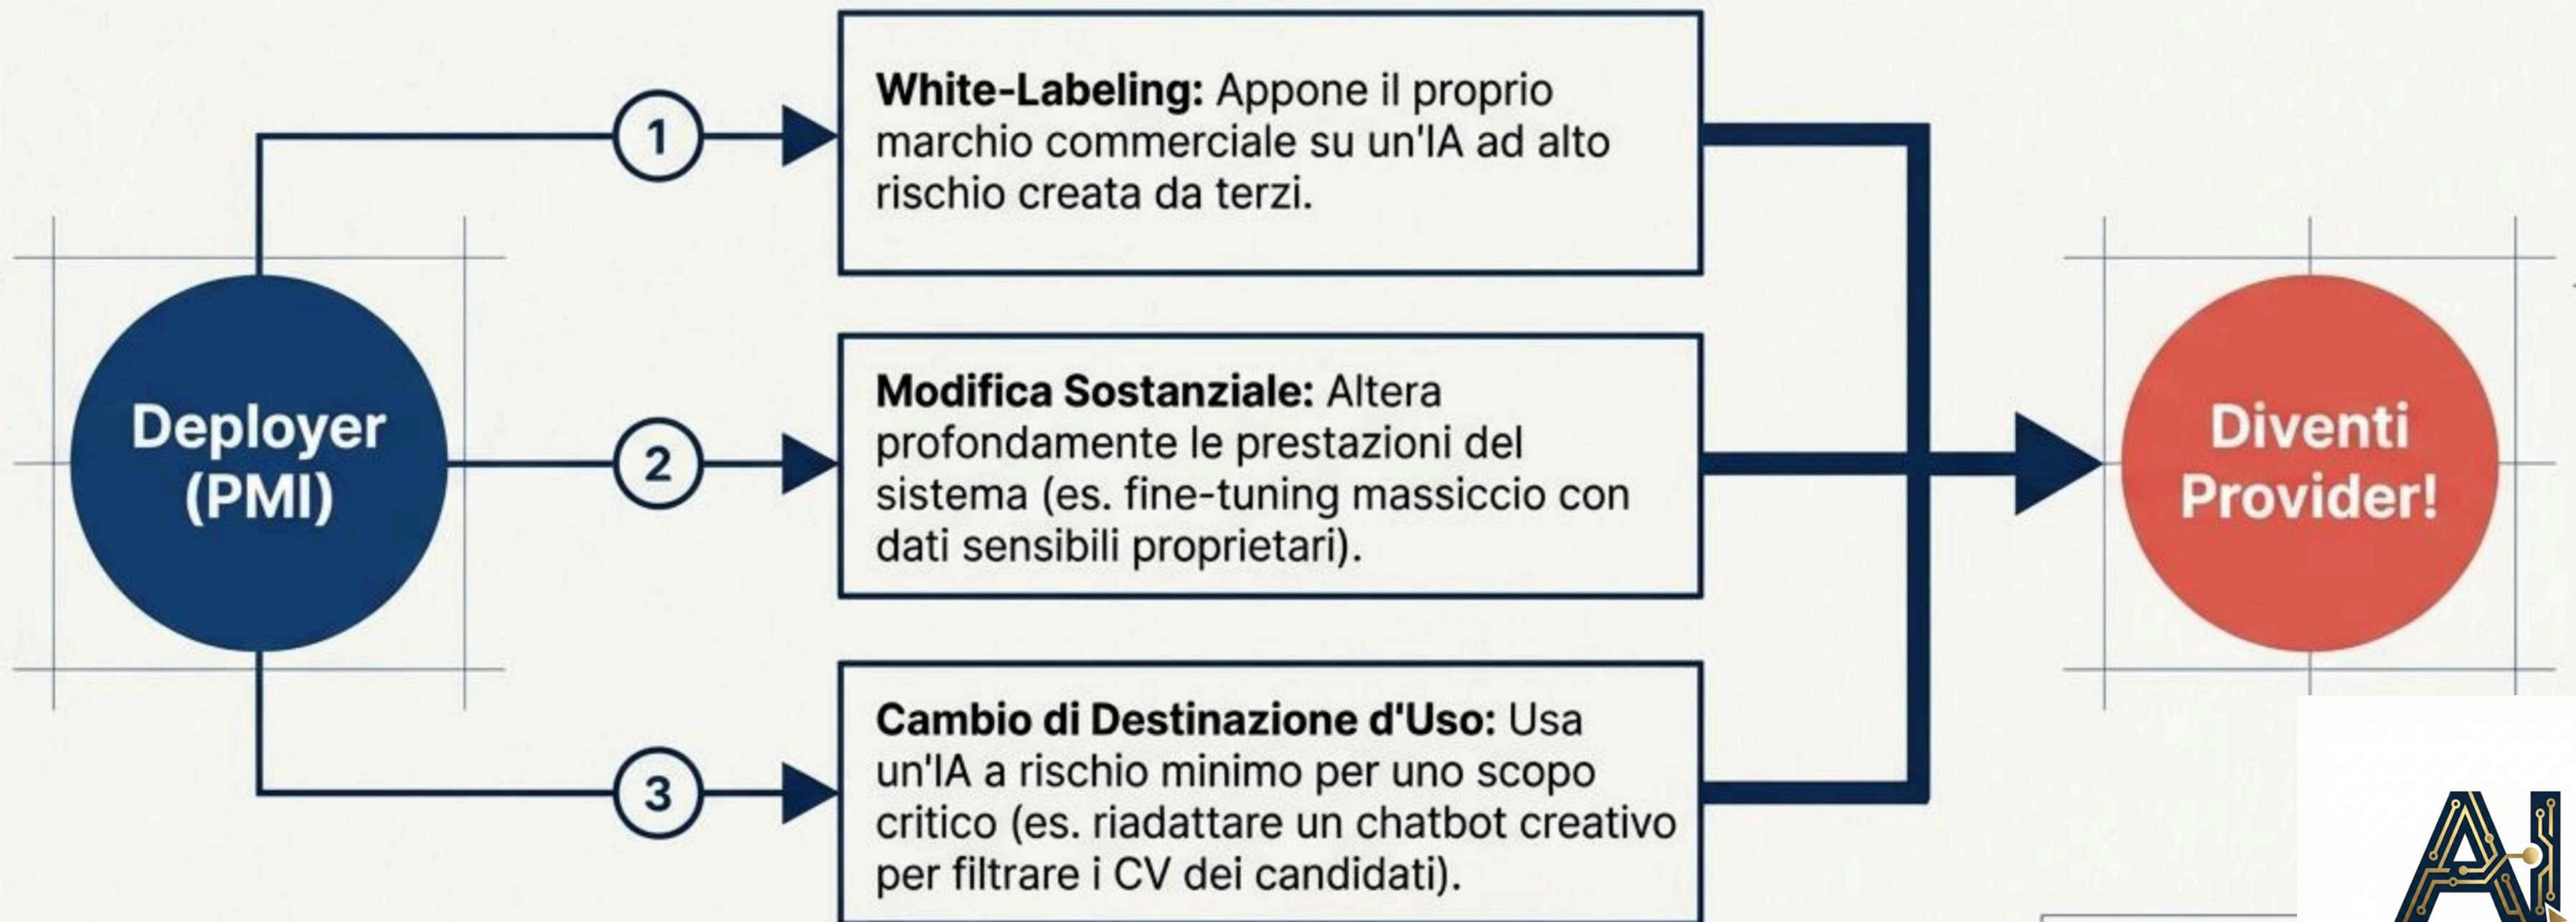 Deployer
(PMI)
1
White-Labeling: Appone il proprio
marchio commerciale su un'IA ad alto
rischio creata da terzi.
2
Modifica Sostanziale: Altera
profondamente le prestazioni del
sistema (es. fine-tuning massiccio con
dati sensibili proprietari).
3
Cambio di Destinazione d'Uso: Usa
un'IA a rischio minimo per uno scopo
critico (es. riadattare un chatbot creativo
per filtrare i CV dei candidati).
Diventi
Provider!
AI